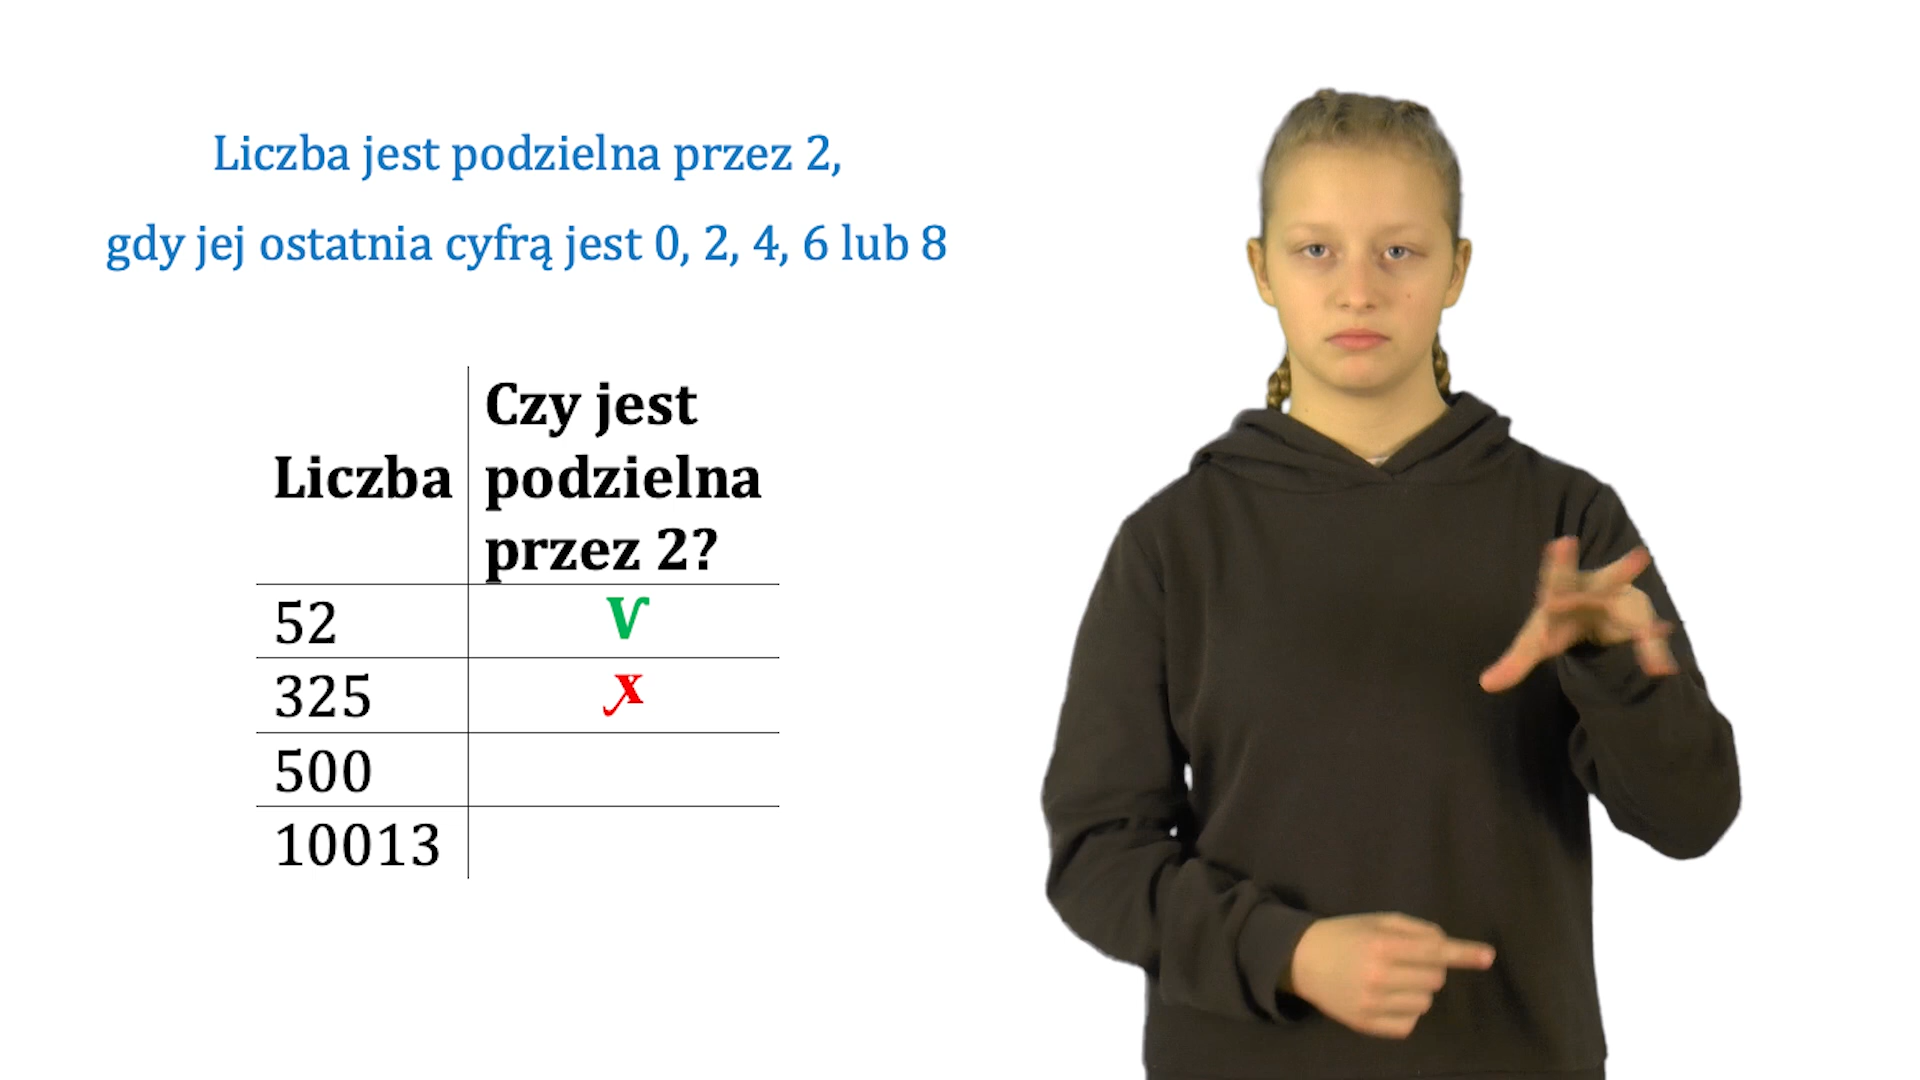 Liczba jest podzielna przez 2,
gdy jej ostatnia cyfrą jest 0, 2, 4, 6 lub 8
Liczba
Czy jest
podzielna
przez 2?
52 V
325 x
500
10013